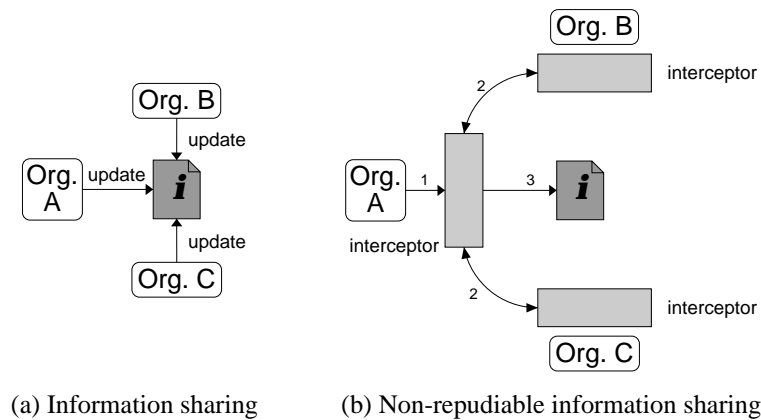 Org. B
update
Org.
A
update
i
update
Org. C
(a) Information sharing
Org. B
interceptor
2
Org.
A
1
3
i
interceptor
2
interceptor
Org. C
(b) Non-repudiable information sharing